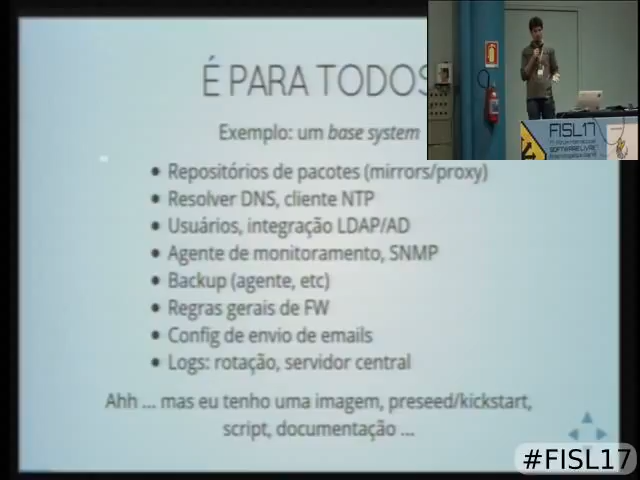 É PARA TODOS
Exemplo: um base system
• Repositórios de pacotes (mirrors/proxy)
• Resolver DNS, cliente NTP
• Usuários, integração LDAP/AD
• Agente de monitoramento, SNMP
• Backup (agente, etc)
• Regras gerais de FW
• Config de envio de emails
• Logs: rotação, servidor central
Ahh ... mas eu tenho uma imagem, preseed/kickstart,
script, documentação ...
FISL17
SOFTWARE LIVRE
#FISL17